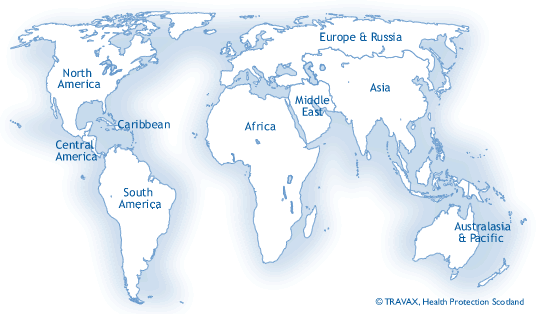 Europe & Russia
North
America
Asia
Middle
East
Caribbean
Africa
Central
America
South
America
Australasia
& Pacific
© TRAVAX, Health Protection Scotland